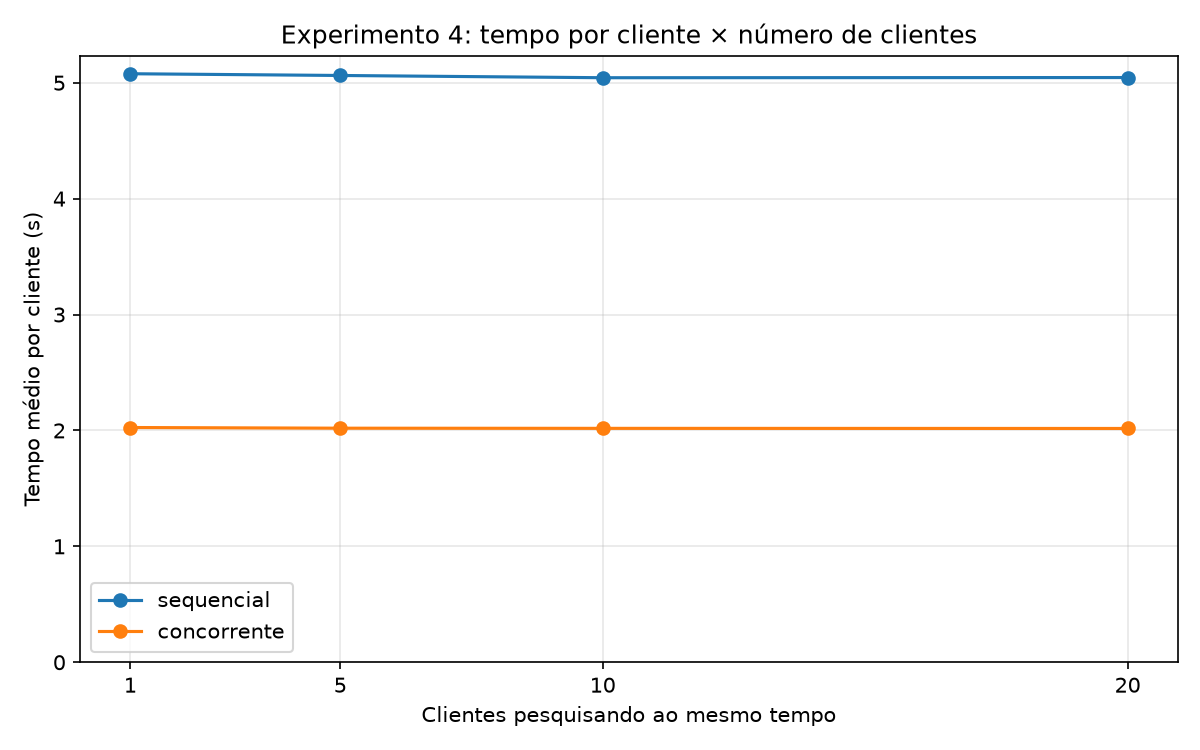 Experimento 4: tempo por cliente × número de clientes
Tempo médio por cliente (s)
5
4
3
2
1
0
sequencial
concorrente
1 5 10 20
Clientes pesquisando ao mesmo tempo